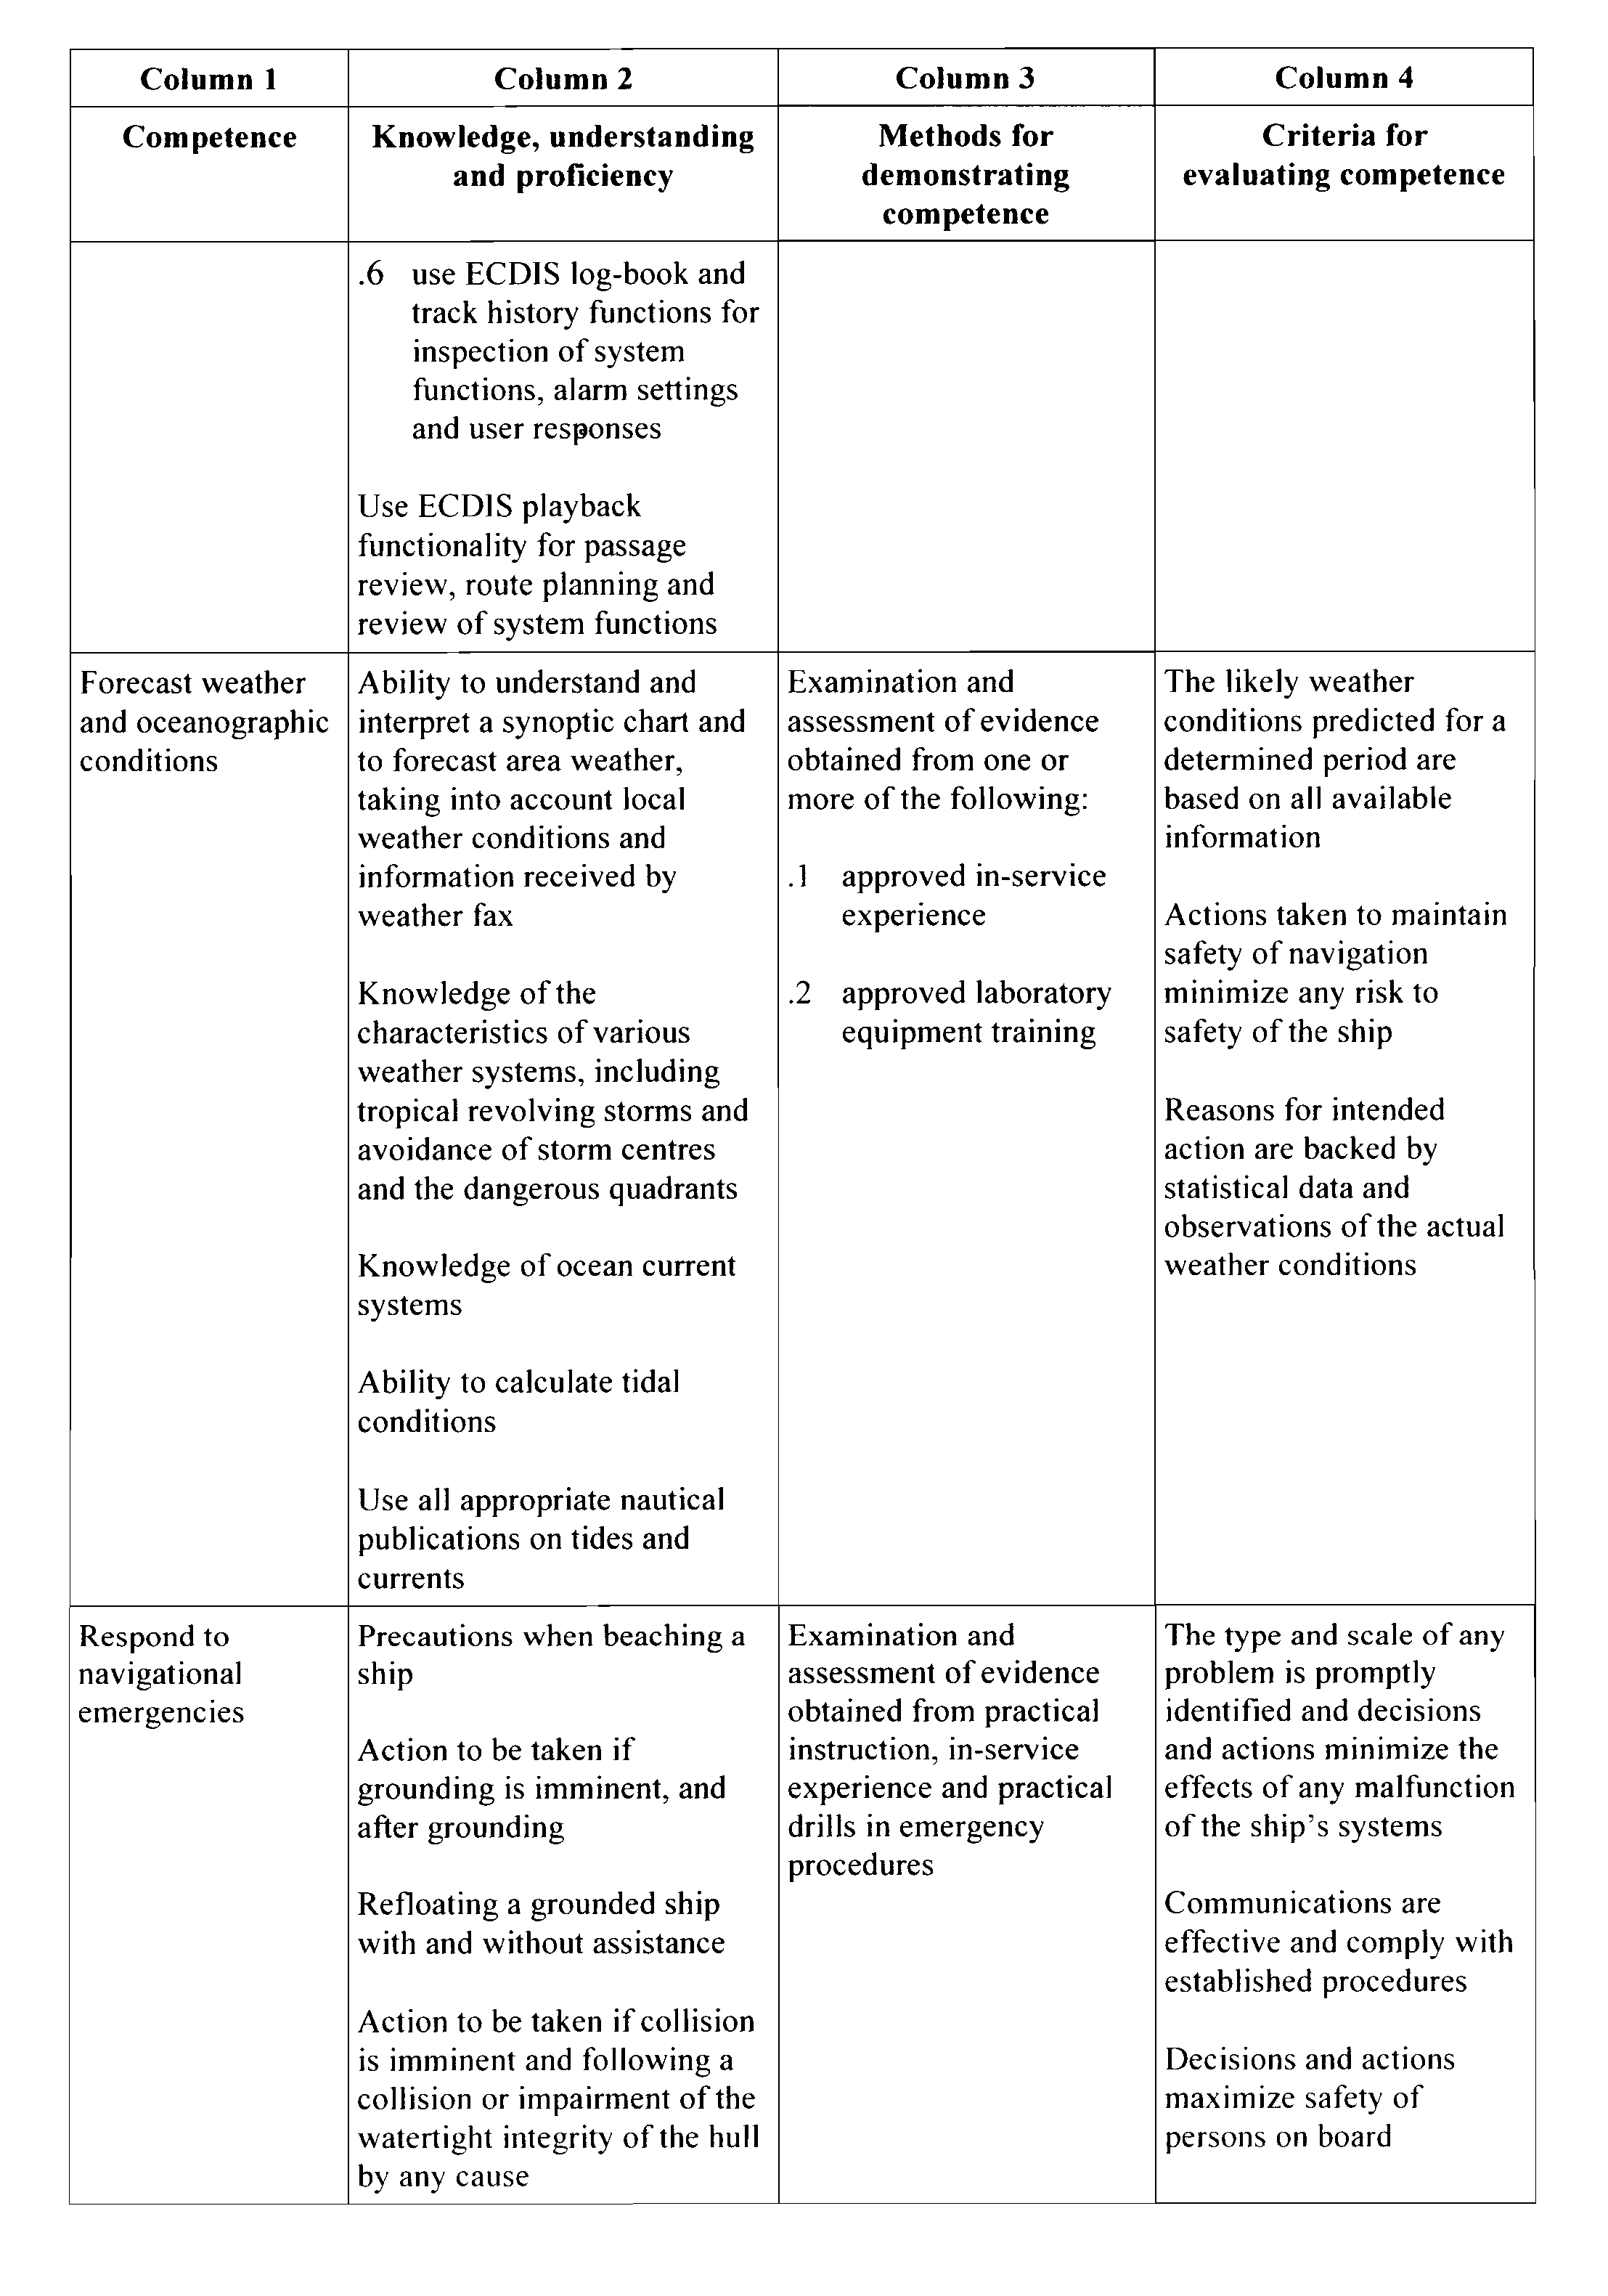 Column 1
Column 2
Column 3
Column 4
Competence
Knowledge, understanding
and proficiency
Methods for
demonstrating
competence
Criteria for
evaluating competence
.6 use ECDIS log-book and
track history functions for
inspection of system
functions, alarm settings
and user responses
Use ECDIS playback
functionality for passage
review, route planning and
review of system functions
Forecast weather
and oceanographic
conditions
Ability to understand and
interpret a synoptic chart and
to forecast area weather,
taking into account local
weather conditions and
information received by
weather fax
Knowledge of the
characteristics of various
weather systems, including
tropical revolving storms and
avoidance of storm centres
and the dangerous quadrants
Knowledge of ocean current
systems
Ability to calculate tidal
conditions
Use all appropriate nautical
publications on tides and
currents
Examination and
assessment of evidence
obtained from one or
more of the following:
.1 approved in-service
experience
.2 approved laboratory
equipment training
The likely weather
conditions predicted for a
determined period are
based on all available
information
Actions taken to maintain
safety of navigation
minimize any risk to
safety of the ship
Reasons for intended
action are backed by
statistical data and
observations of the actual
weather conditions
Respond to
navigational
emergencies
Precautions when beaching a
ship
Action to be taken if
grounding is imminent, and
after grounding
Refloating a grounded ship
with and without assistance
Action to be taken if collision
is imminent and following a
collision or impairment of the
watertight integrity of the hull
by any cause
Examination and
assessment of evidence
obtained from practical
instruction, in-service
experience and practical
drills in emergency
procedures
The type and scale of any
problem is promptly
identified and decisions
and actions minimize the
effects of any malfunction
of the ship's systems
Communications are
effective and comply with
established procedures
Decisions and actions
maximize safety of
persons on board